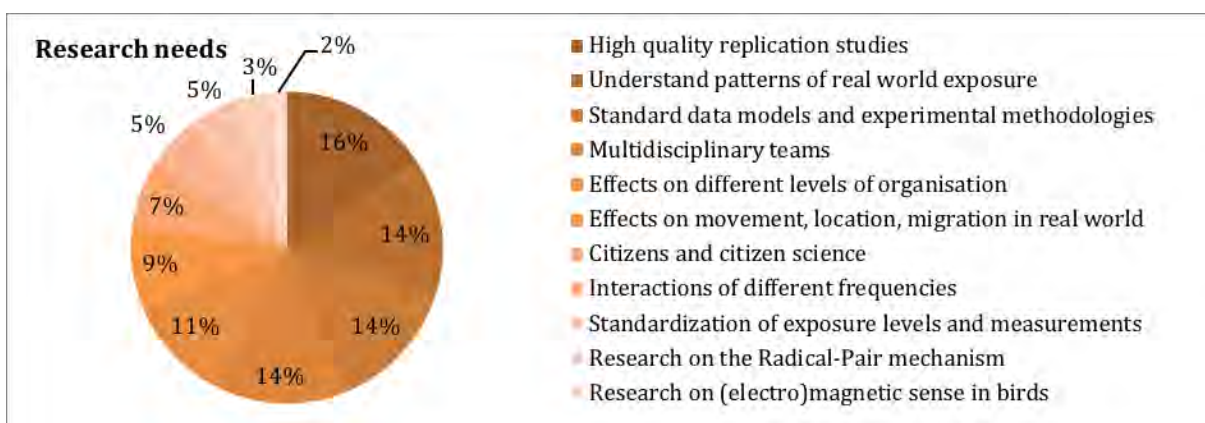 Research needs
2%
3%
5%
5%
7%
9%
11%
14%
14%
14%
16%
High quality replication studies
Understand patterns of real world exposure
Standard data models and experimental methodologies
Multidisciplinary teams
Effects on different levels of organisation
Effects on movement, location, migration in real world
Citizens and citizen science
Interactions of different frequencies
Standardization of exposure levels and measurements
Research on the Radical-Pair mechanism
Research on (electro)magnetic sense in birds